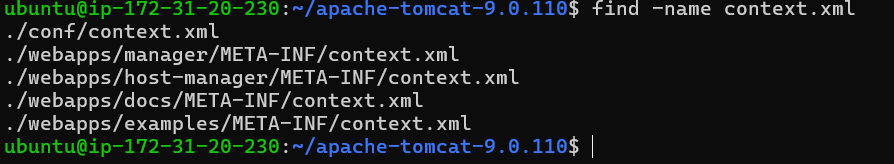 ubuntu@ip-172-31-20-230:~/apache-tomcat-9.0.110$ find -name context.xml
./conf/context.xml
./webapps/manager/META-INF/context.xml
./webapps/host-manager/META-INF/context.xml
./webapps/docs/META-INF/context.xml
./webapps/examples/META-INF/context.xml
ubuntu@ip-172-31-20-230:~/apache-tomcat-9.0.110$